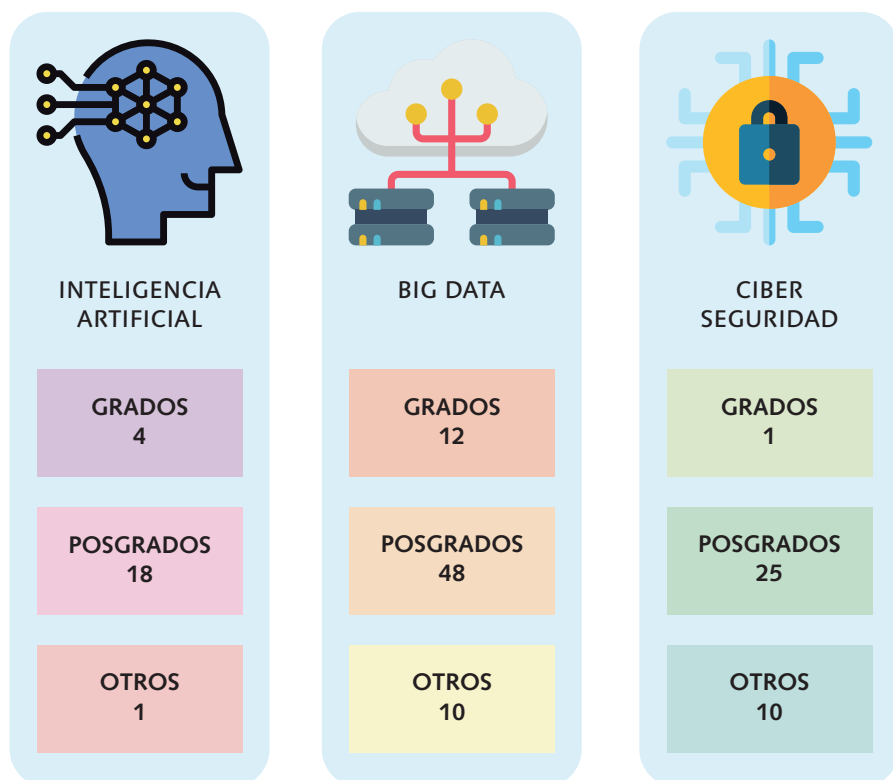 INTELIGENCIA
ARTIFICIAL
GRADOS
4
POSGRADOS
18
OTROS
1
BIG DATA
GRADOS
12
POSGRADOS
48
OTROS
10
CIBER
SEGURIDAD
GRADOS
1
POSGRADOS
25
OTROS
10